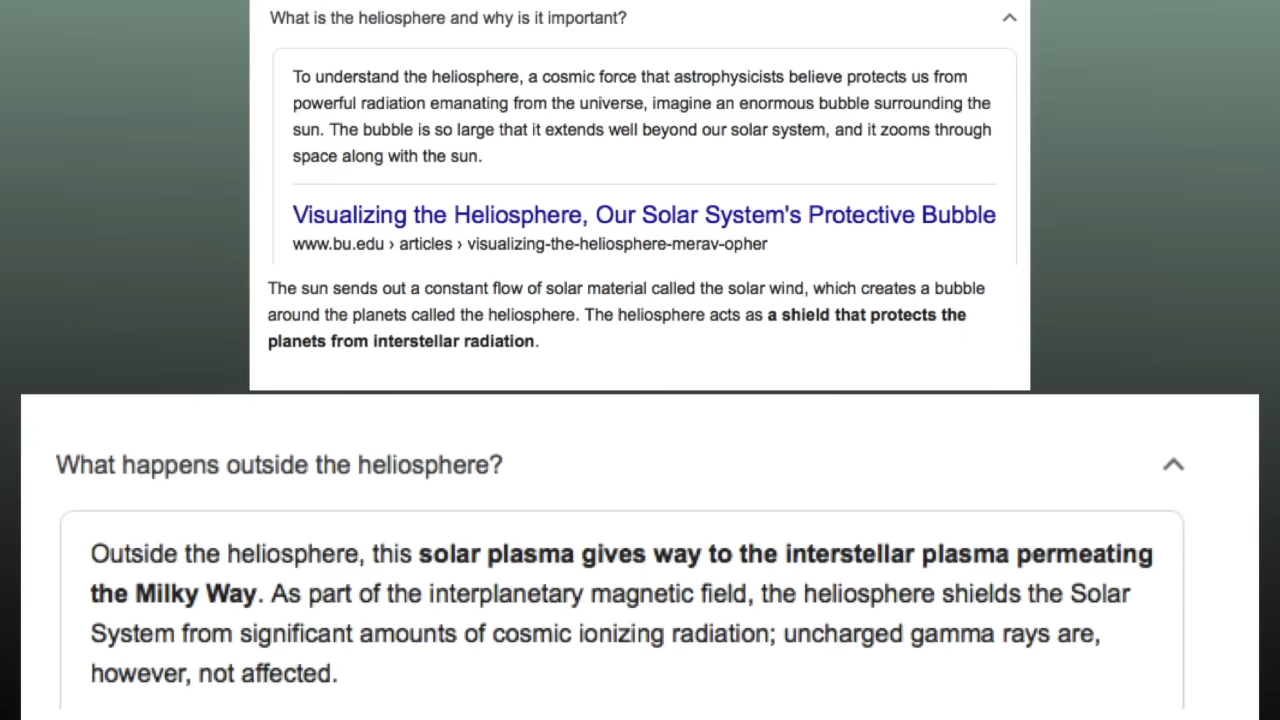 What is the heliosphere and why is it important?
To understand the heliosphere, a cosmic force that astrophysicists believe protects us from
powerful radiation emanating from the universe, imagine an enormous bubble surrounding the
sun. The bubble is so large that it extends well beyond our solar system, and it zooms through
space along with the sun.
Visualizing the Heliosphere, Our Solar System's Protective Bubble
www.bu.edu › articles › visualizing-the-heliosphere-merav-opher
The sun sends out a constant flow of solar material called the solar wind, which creates a bubble
around the planets called the heliosphere. The heliosphere acts as a shield that protects the
planets from interstellar radiation.
What happens outside the heliosphere?
Outside the heliosphere, this solar plasma gives way to the interstellar plasma permeating
the Milky Way. As part of the interplanetary magnetic field, the heliosphere shields the Solar
System from significant amounts of cosmic ionizing radiation; uncharged gamma rays are,
however, not affected.